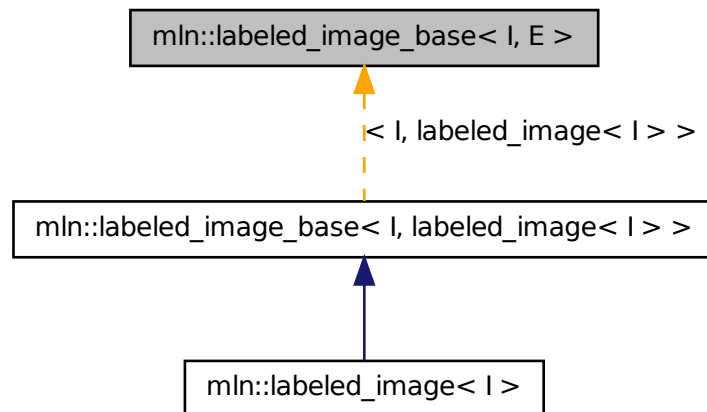 mln::labeled_image_base< I, E >
< I, labeled_image< I > >
mln::labeled_image_base< I, labeled_image< I > >
mln::labeled_image< I >